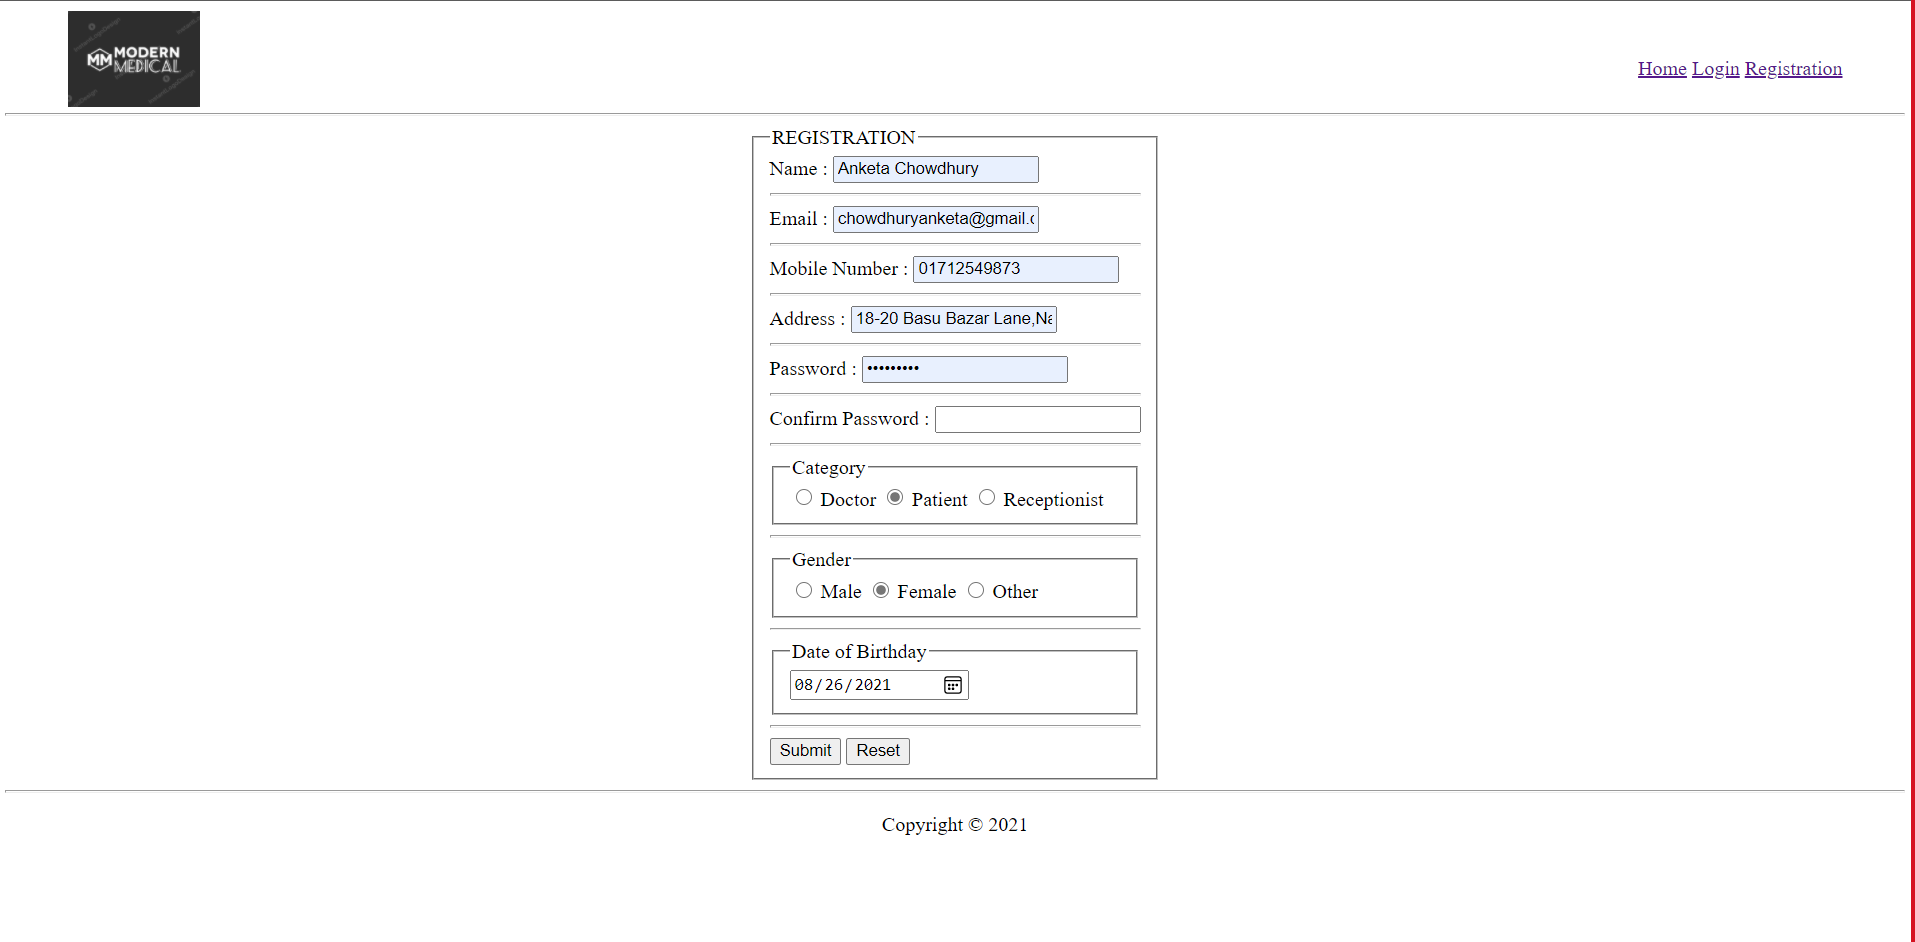 MM MODERN
MEDICAL
Home Login Registration
REGISTRATION
Name : Anketa Chowdhury
Email : chowdhuryanketa@gmail.c
Mobile Number : 01712549873
Address : 18-20 Basu Bazar Lane,Na
Password : •••••••••
Confirm Password :
Category
Doctor Patient Receptionist
Gender
Male Female Other
Date of Birthday
08/26/2021
Submit Reset
Copyright © 2021